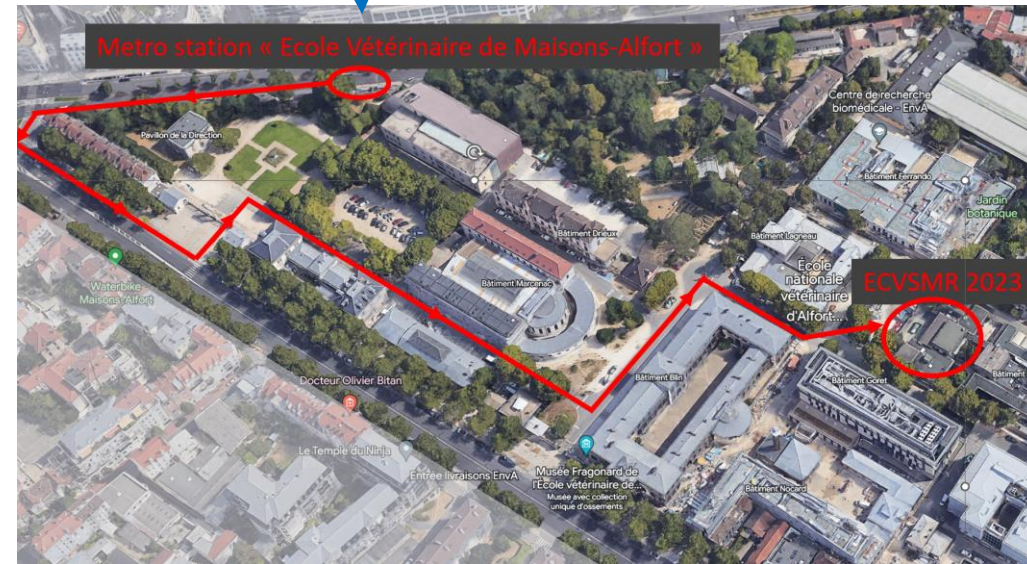 Metro station « Ecole Vétérinaire de Maisons-Alfort »
Centre de recherche
biomédicale - EnvA
Pavillon de la Direction
Bâtiment Ferrando
Jardin
botanique
Bâtiment Drieux
Bâtiment Lagneau
École
nationale
vétérinaire
d'Alfort...
ECVSMR 2023
Waterbike
Maisons-Alfort
Bâtiment Marcenac
Docteur Olivier Bitan
Bâtiment Blin
Bâtiment Goret
Bâtiment
Le Temple du Ninja
Entrée livraisons EnvA
Musée Fragonard de
l'École vétérinaire de...
Musée avec collection
unique d'ossements
Bâtiment Nocard